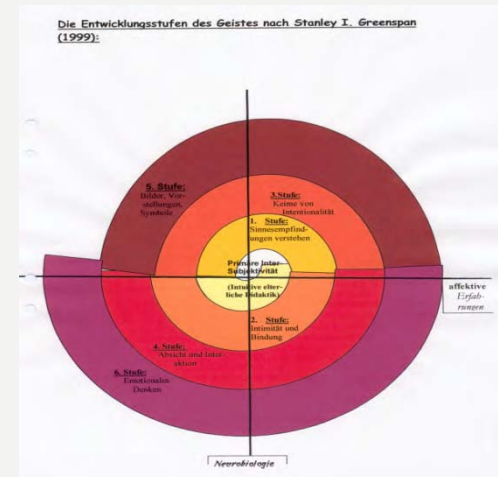 Die Entwicklungsstufen des Geistes nach Stanley I. Greenspan
(1999):
5. Stufe:
Bilder, Vor-
stellungen,
Symbole
3.Stufe:
Keime von
Intentionalität
1. Stufe:
Sinnesempfind-
ungen verstehen
Primäre Inter-
Subjektivität
(Intuitive elter-
liche Didaktik)
affektive
Erfah-
rungen
2. Stufe:
Intimität und
Bindung
4. Stufe:
Absicht und Inter-
aktion
6. Stufe:
Emotionales
Denken
Neurobiologie